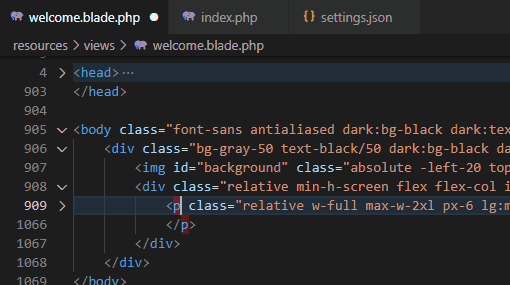 welcome.blade.php index.php {} settings.json
resources > views > welcome.blade.php
4 > <head>···
903 </head>
904
905 <body class="font-sans antialiased dark:bg-black dark:tex
906 <div class="bg-gray-50 text-black/50 dark:bg-black da
907 <img id="background" class="absolute -left-20 top
908 <div class="relative min-h-screen flex flex-col i
909 > <p class="relative w-full max-w-2xl px-6 lg:m
1066 </p>
1067 </div>
1068 </div>
1069 </body>